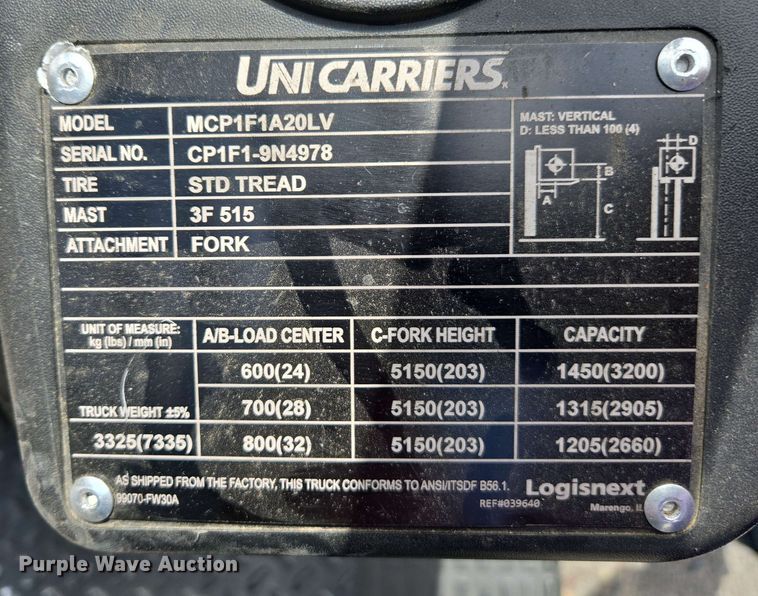 UNICARRIERS
MODEL MCP1F1A20LV
SERIAL NO. CP1F1-9N4978
TIRE STD TREAD
MAST 3F 515
ATTACHMENT FORK
MAST: VERTICAL
D: LESS THAN 100 (4)
D
B
A
C
UNIT OF MEASURE:
kg (lbs) / mm (in)
A/B-LOAD CENTER C-FORK HEIGHT CAPACITY
600(24) 5150(203) 1450(3200)
TRUCK WEIGHT ±5% 700(28) 5150(203) 1315(2905)
3325(7335) 800(32) 5150(203) 1205(2660)
AS SHIPPED FROM THE FACTORY, THIS TRUCK CONFORMS TO ANSI/ITSDF B56.1.
99070-FW30A
REF#039640
Logisnext
Marengo, IL
Purple Wave Auction